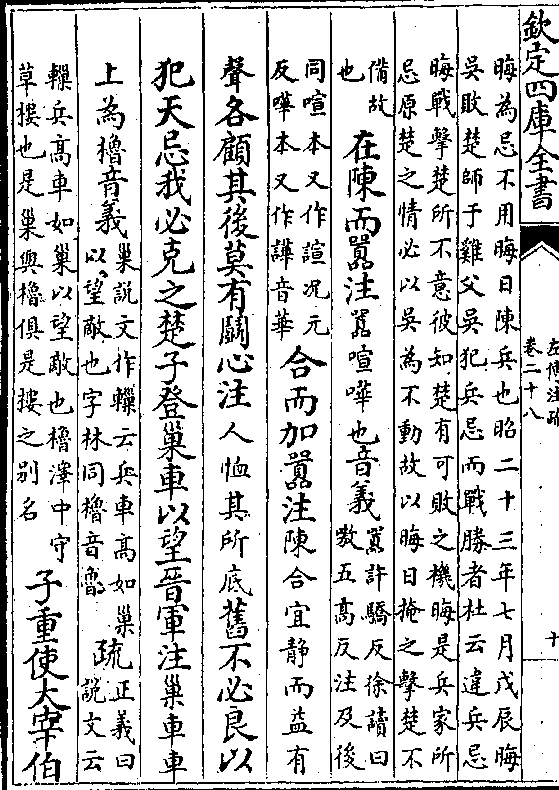 欽定四庫全書
左傳注疏
卷二十八
十
晦為忌不用晦日陳兵也昭二十三年七月戊辰晦
吳敗楚師于雞父吳犯兵忌而戰勝者杜云違兵忌
晦戰擊楚所不意彼知楚有可敗之機晦是兵家所
忌原楚之情必以吳為不動故以晦日掩之擊楚不
備故
也
在陳而嚻注嚻喧嘩也音義
嚻許驕反徐讀曰
敖五高反注及後
同喧本又作諠况元
反嘩本又作譁音華
合而加嚻注陳合宜静而益有
聲各顧其後莫有鬭心注人恤其所底舊不必良以
犯天忌我必克之楚子登巢車以望晉軍注巢車車
上為櫓音義
巢說文作轈云兵車高如巢
以望敵也字林同櫓音魯
疏
正義曰
說文云
轈兵高車如巢以望敵也櫓澤中守
草樓也是巢與櫓俱是樓之别名
子重使大宰伯